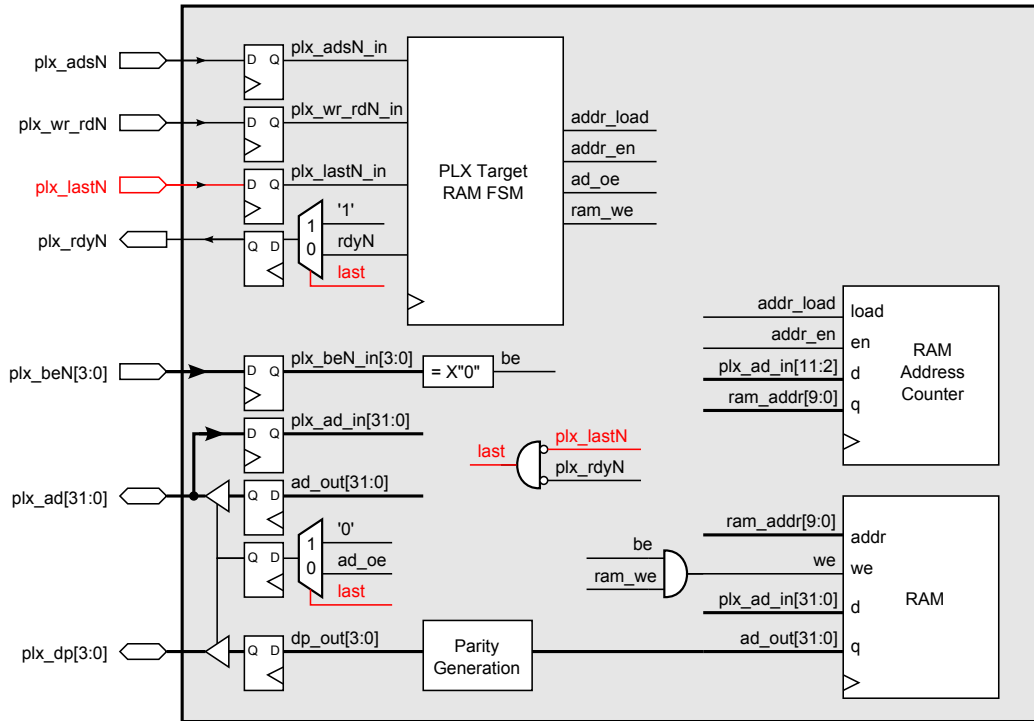 plx_adsN
D Q
plx_adsN_in
plx_wr_rdN
D Q
plx_wr_rdN_in
plx_lastN
D Q
plx_lastN_in
plx_rdyN
Q D
1
0
'1'
rdyN
last
PLX Target
RAM FSM
addr_load
addr_en
ad_oe
ram_we
addr_load
addr_en
plx_ad_in[11:2]
ram_addr[9:0]
load
en
d
q
RAM
Address
Counter
plx_beN[3:0]
D Q
plx_beN_in[3:0]
= X"0"
be
D Q
plx_ad_in[31:0]
last
plx_lastN
plx_rdyN
plx_ad[31:0]
Q D
ad_out[31:0]
Q D
1
0
'0'
ad_oe
last
be
ram_we
ram_addr[9:0]
we
plx_ad_in[31:0]
ad_out[31:0]
addr
we
d
q
RAM
plx_dp[3:0]
Q D
dp_out[3:0]
Parity
Generation